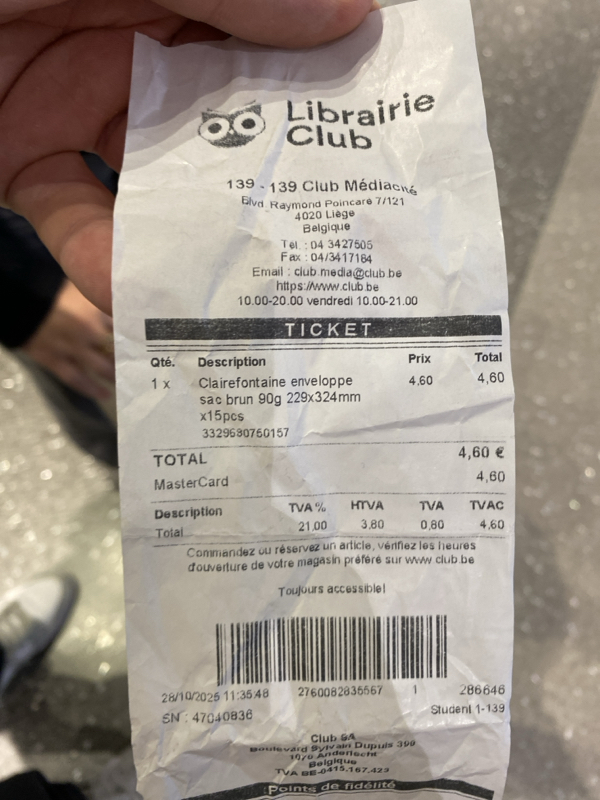 Librairie
Club
139 - 139 Club Médiacité
Blvd Raymond Poincaré 7/121
4020 Liège
Belgique
Tel. : 04 3427505
Fax : 04/3417184
Email : club.media@club.be
https://www.club.be
10.00-20.00 vendredi 10.00-21.00
TICKET
Qté. Description Prix Total
1 x Clairefontaine enveloppe 4,60 4,60
sac brun 90g 229x324mm
x15pcs
3329680760157
TOTAL 4,60 €
MasterCard 4,60
Description TVA % HTVA TVA TVAC
Total 21.00 3,80 0,80 4,60
Commandez ou réservez un article, vérifiez les heures
d'ouverture de votre magasin préféré sur www.club.be
Toujours accessible!
28/10/2025 11:35:48 2760082835567 1 286646
SN : 47040836 Student 1-139
Club SA
Boulevard Sylvain Dupuis 399
1070 Anderlecht
Belgique
TVA BE-0415.167.423
Points de fidélité